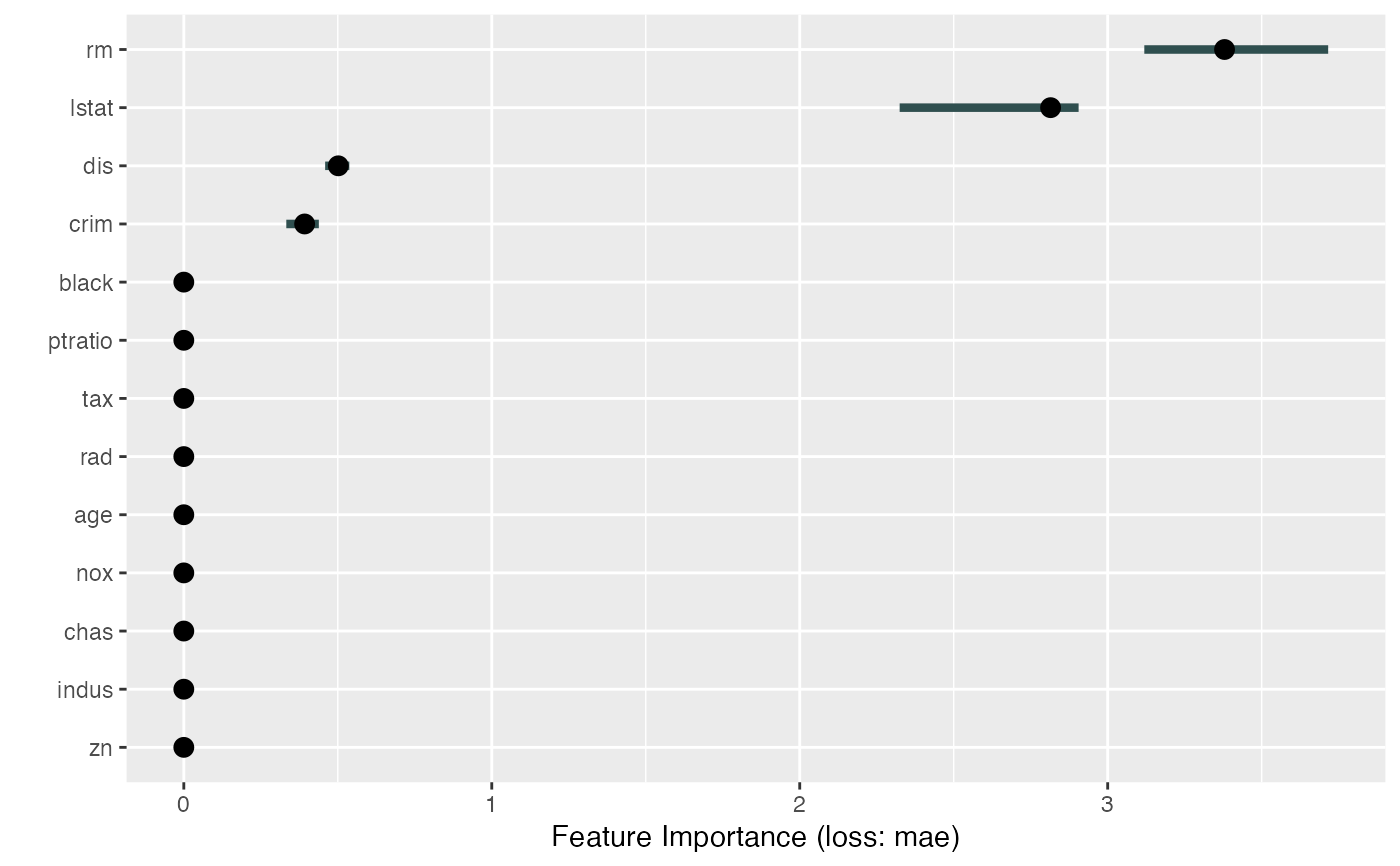 rm
lstat
dis
crim
black
ptratio
tax
rad
age
nox
chas
indus
zn
0 1 2 3
Feature Importance (loss: mae)